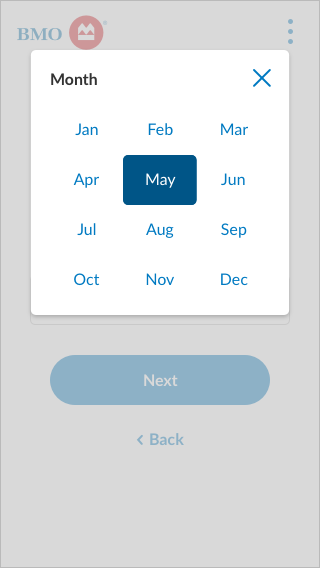 BMO
Month
Jan Feb Mar
Apr May Jun
Jul Aug Sep
Oct Nov Dec
Next
Back